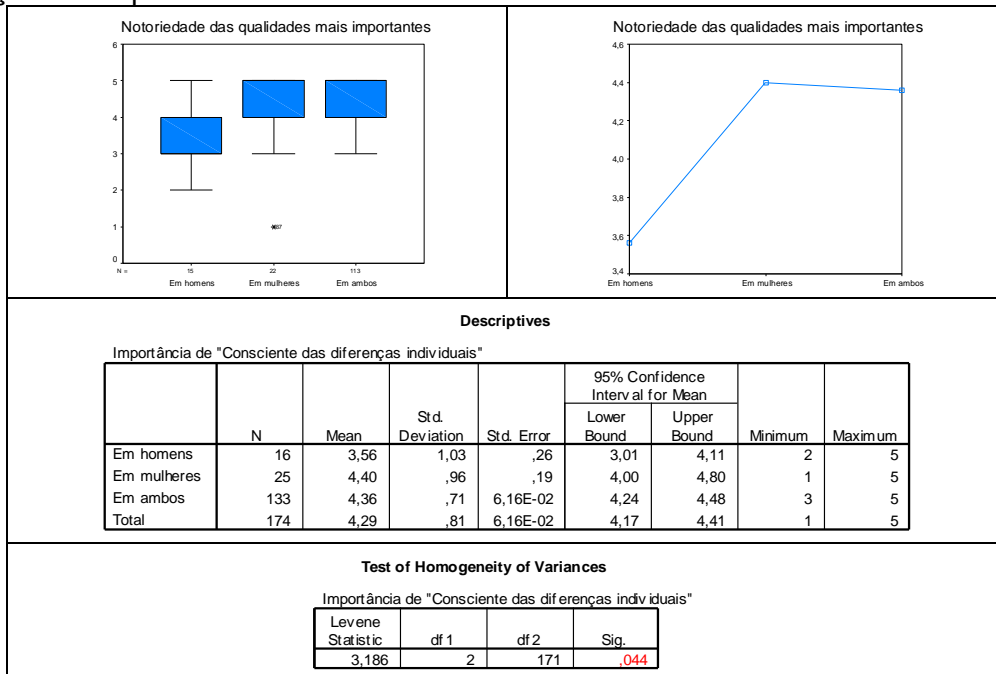 Notoriedade das qualidades mais importantes
6
5
4
3
2
1
0
N =
15
22
113
Em homens
Em mulheres
Em ambos
Notoriedade das qualidades mais importantes
4,6
4,4
4,2
4,0
3,8
3,6
3,4
Em homens
Em mulheres
Em ambos
Descriptives
Importância de "Consciente das diferenças individuais"
95% Confidence
Interval for Mean
Std. Lower Upper
N Mean Deviation Std. Error Bound Bound Minimum Maximum
Em homens 16 3,56 1,03 ,26 3,01 4,11 2 5
Em mulheres 25 4,40 ,96 ,19 4,00 4,80 1 5
Em ambos 133 4,36 ,71 6,16E-02 4,24 4,48 3 5
Total 174 4,29 ,81 6,16E-02 4,17 4,41 1 5
Test of Homogeneity of Variances
Importância de "Consciente das diferenças individuais"
Levene
Statistic df1 df2 Sig.
3,186 2 171 ,044